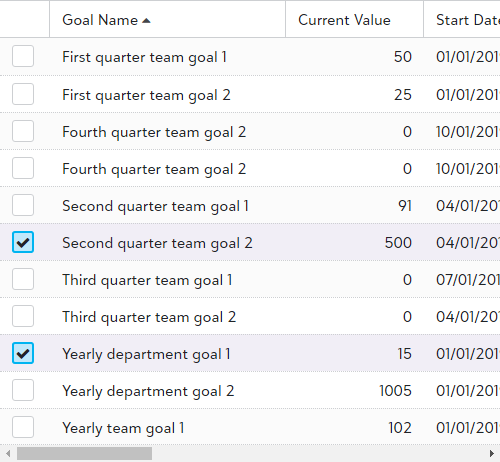 Goal Name Current Value Start Date
First quarter team goal 1 50 01/01/201
First quarter team goal 2 25 01/01/201
Fourth quarter team goal 2 0 10/01/201
Fourth quarter team goal 2 0 10/01/201
Second quarter team goal 1 91 04/01/201
Second quarter team goal 2 500 04/01/201
Third quarter team goal 1 0 07/01/201
Third quarter team goal 2 0 04/01/201
Yearly department goal 1 15 01/01/201
Yearly department goal 2 1005 01/01/201
Yearly team goal 1 102 01/01/201